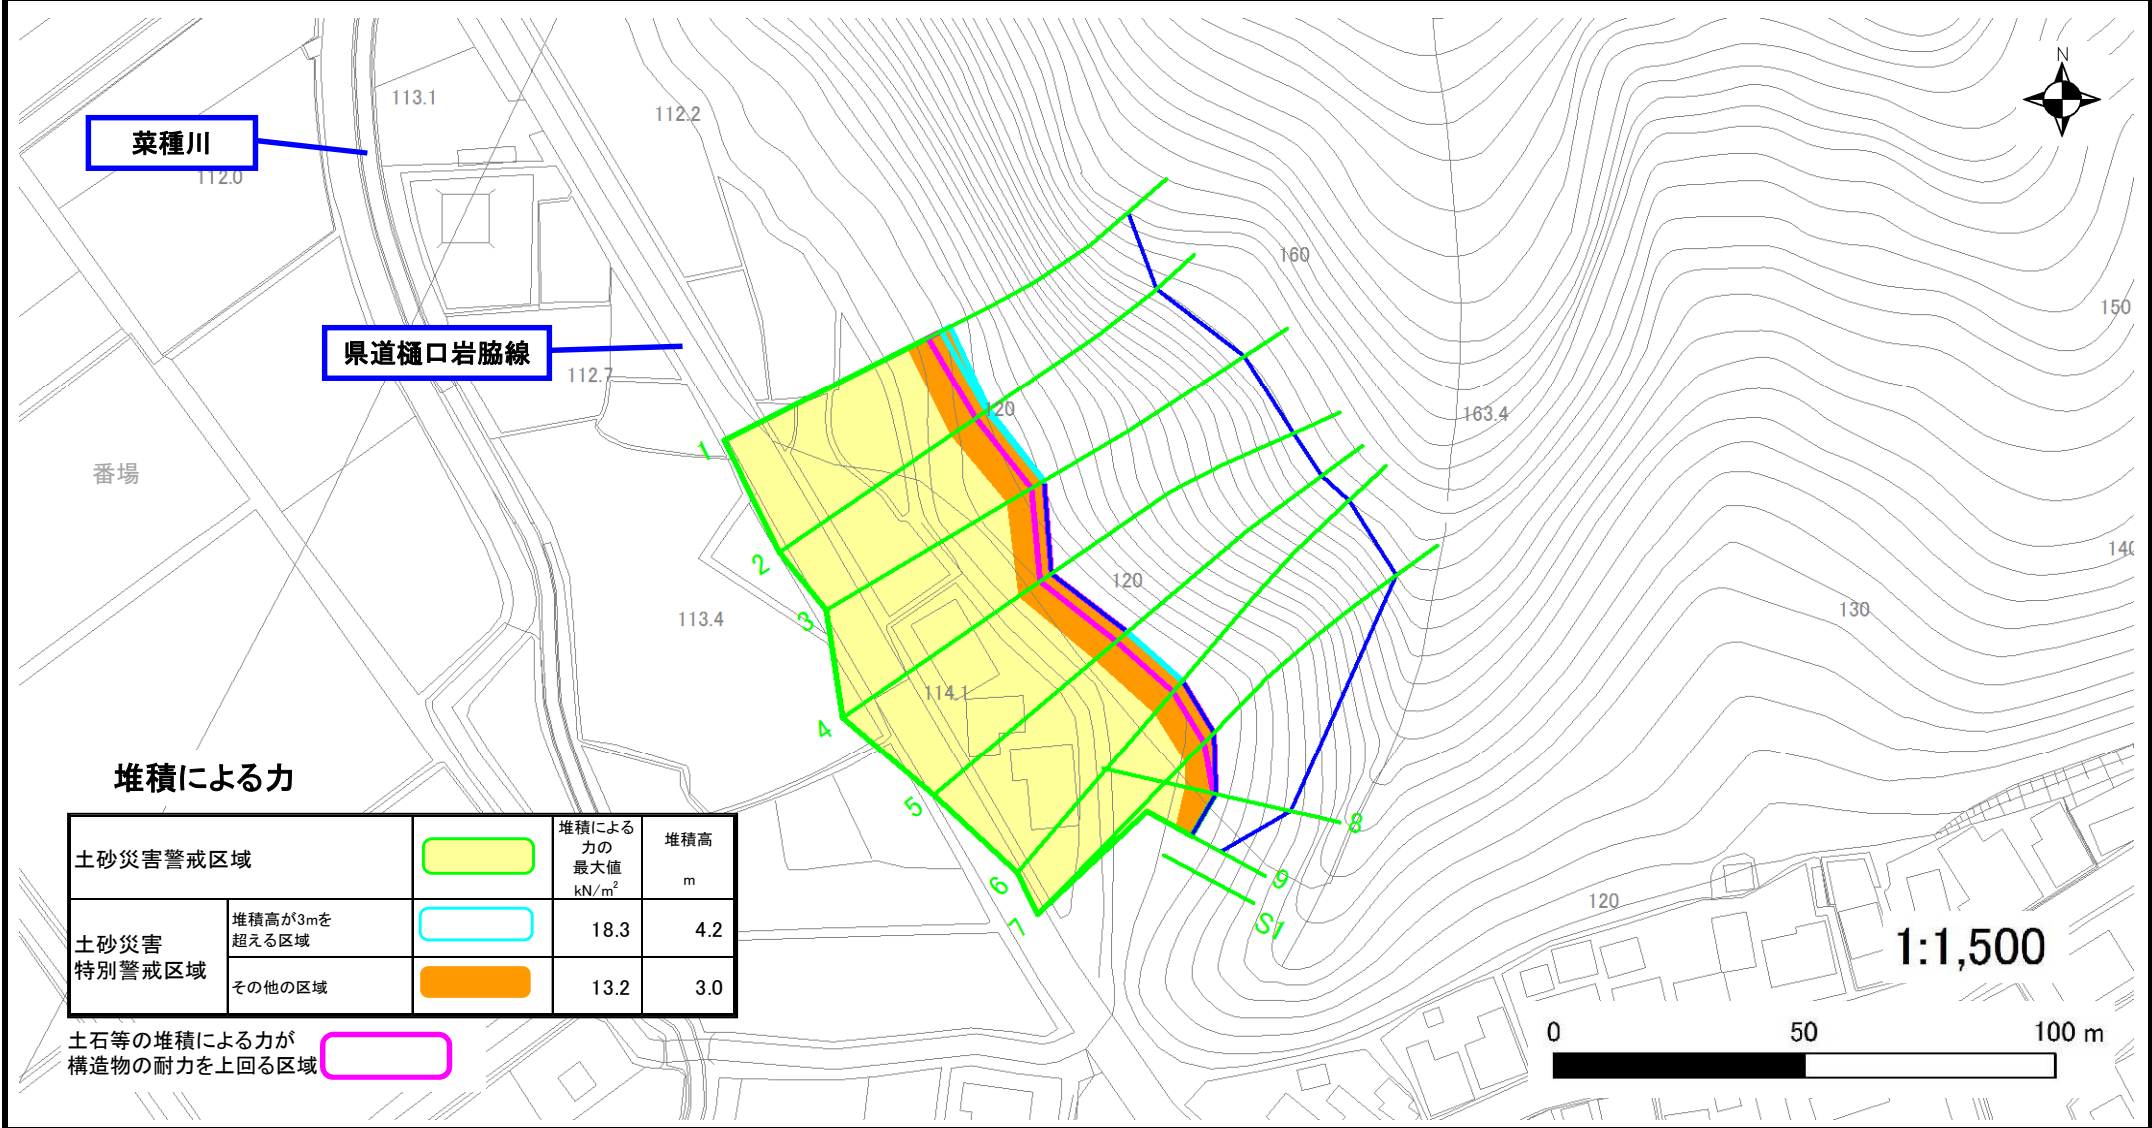 N
113.1
112.2
菜種川
112.0
160
150
県道樋口岩脇線
112.7
120
163.4
1
番場
2
120
140
3
113.4
130
114.1
4
堆積による力
5
8
土砂災害警戒区域
堆積による
力の
最大値
kN/m²
堆積高
m
6
9
7
S1
120
土砂災害
特別警戒区域
堆積高が3mを
超える区域
18.3
4.2
その他の区域
13.2
3.0
1:1,500
土石等の堆積による力が
構造物の耐力を上回る区域
0 50 100 m